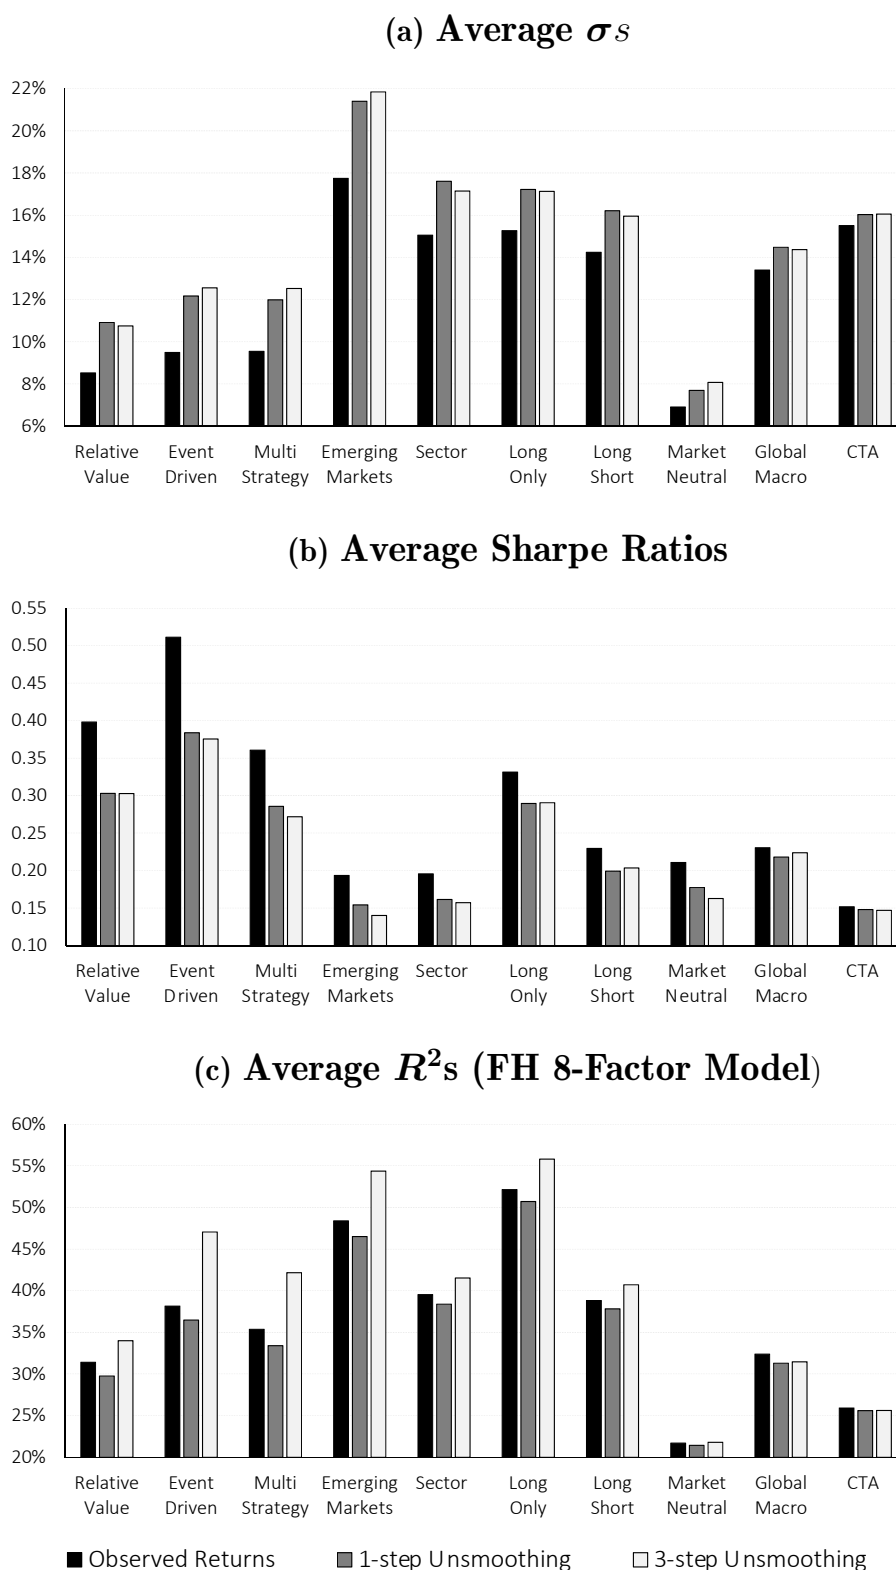 (a) Average σs
22%
20%
18%
16%
14%
12%
10%
8%
6%
Relative Value
Event Driven
Multi Strategy
Emerging Markets
Sector
Long Only
Long Short
Market Neutral
Global Macro
CTA
(b) Average Sharpe Ratios
0.55
0.50
0.45
0.40
0.35
0.30
0.25
0.20
0.15
0.10
Relative Value
Event Driven
Multi Strategy
Emerging Markets
Sector
Long Only
Long Short
Market Neutral
Global Macro
CTA
(c) Average R²s (FH 8-Factor Model)
60%
55%
50%
45%
40%
35%
30%
25%
20%
Relative Value
Event Driven
Multi Strategy
Emerging Markets
Sector
Long Only
Long Short
Market Neutral
Global Macro
CTA
Observed Returns
1-step Unsmoothing
3-step Unsmoothing